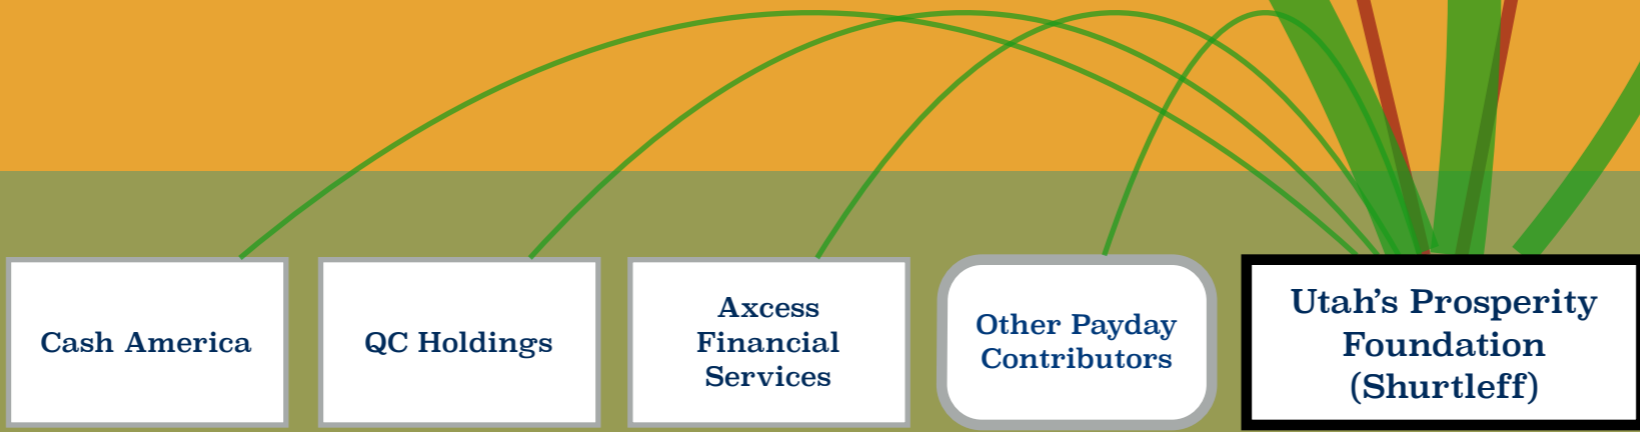 Cash America
QC Holdings
Axcess
Financial
Services
Other Payday
Contributors
Utah’s Prosperity
Foundation
(Shurtleff)